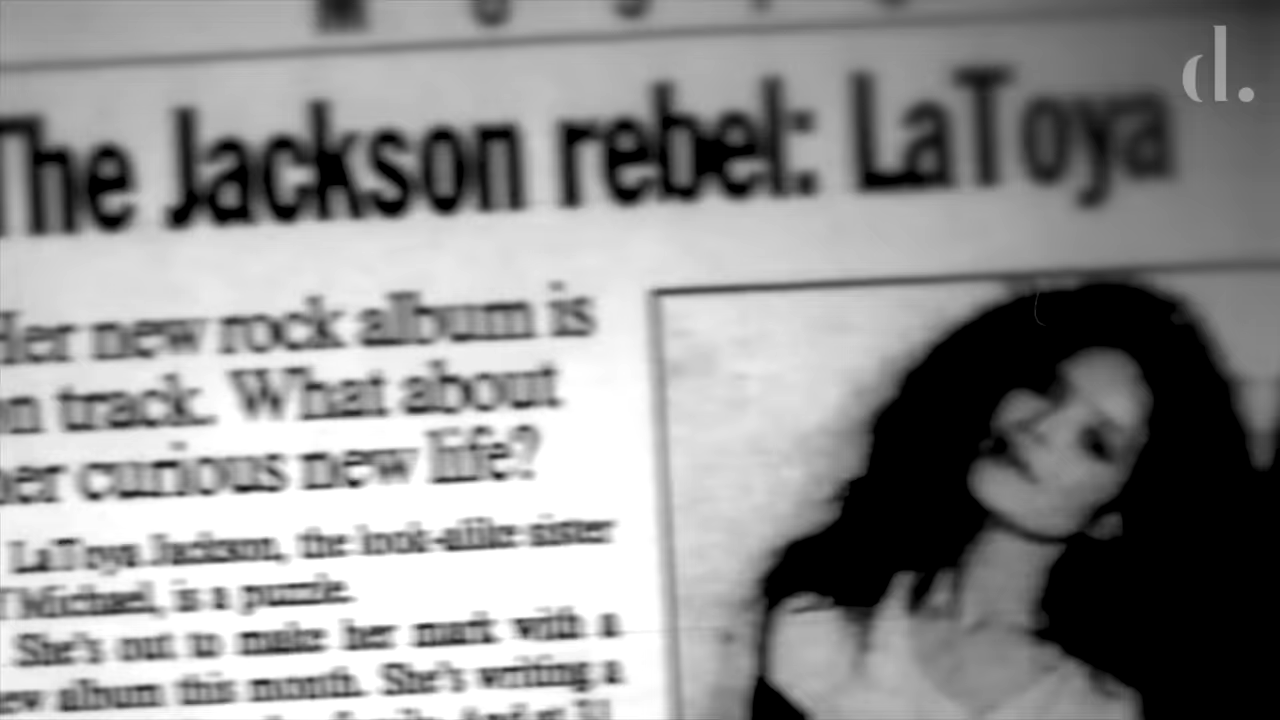 The Jackson rebel: LaToya
d.
Her new rock album is
on track. What about
her curious new life?
LaToya Jackson, the look-alike sister
Michael, is a puzzle.
She's out to make her mark with a
new album this month. She's writing a